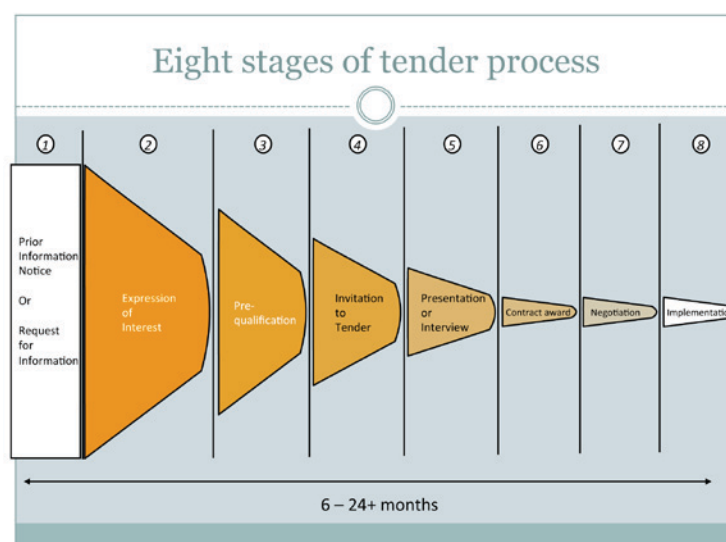 Eight stages of tender process
1
2
3
4
5
6
7
8
Prior
Information
Notice
Or
Request
for
Information
Expression
of
Interest
Pre-
qualification
Invitation
to
Tender
Presentation
or
Interview
Contract award
Negotiation
Implementatio
6 – 24+ months